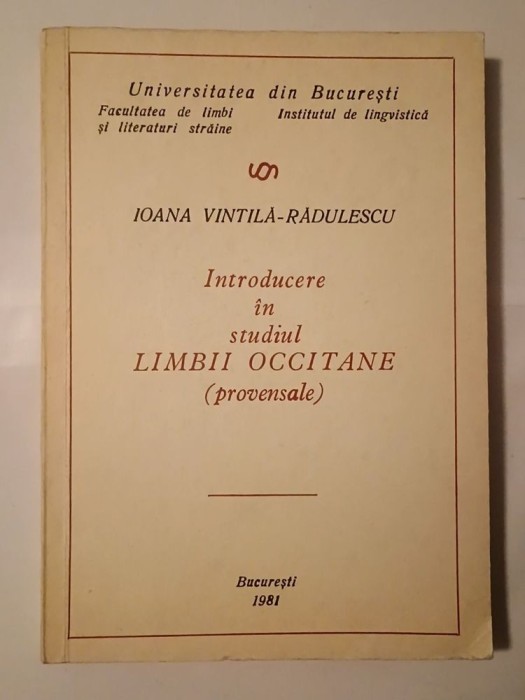 Universitatea din București
Facultatea de limbi
și literaturi străine
Institutul de lingvistică
IOANA VINTILĂ-RĂDULESCU
Introducere
în
studiul
LIMBII OCCITANE
(provensale)
București
1981